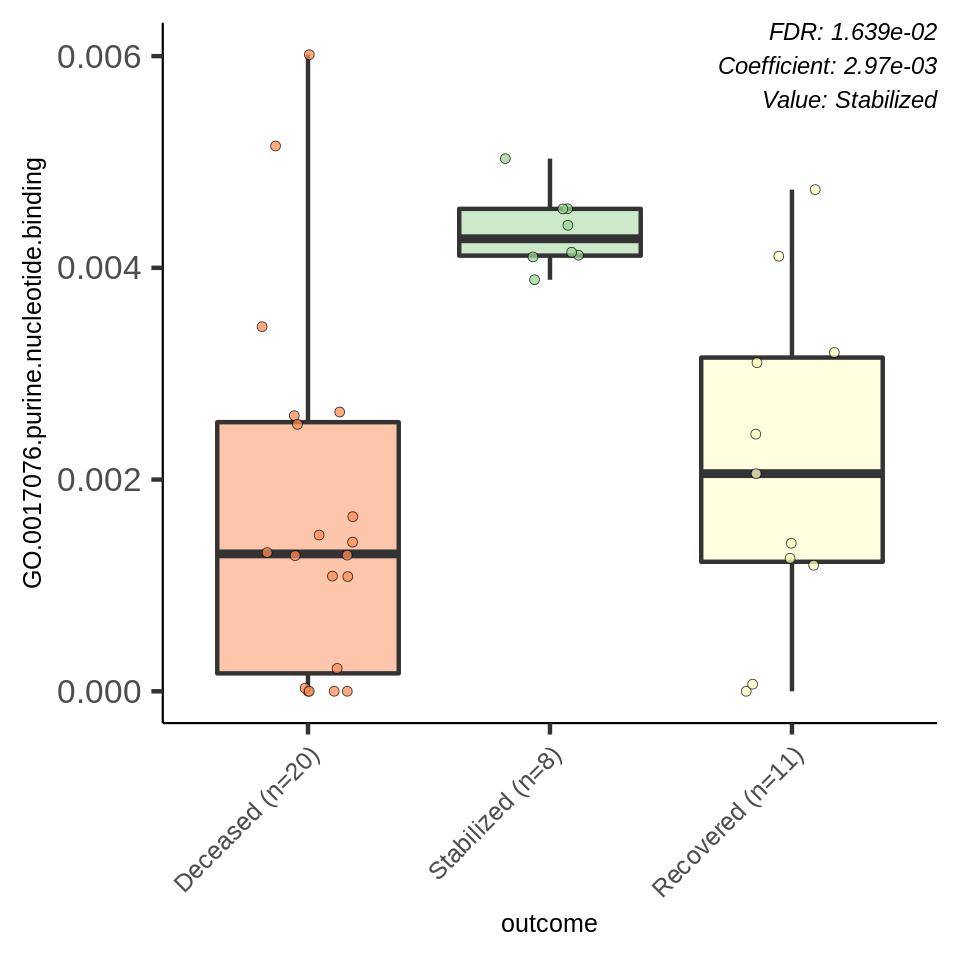 FDR: 1.639e-02
Coefficient: 2.97e-03
Value: Stabilized
GO.0017076.purine.nucleotide.binding
0.006
0.004
0.002
0.000
Deceased (n=20)
Stabilized (n=8)
Recovered (n=11)
outcome